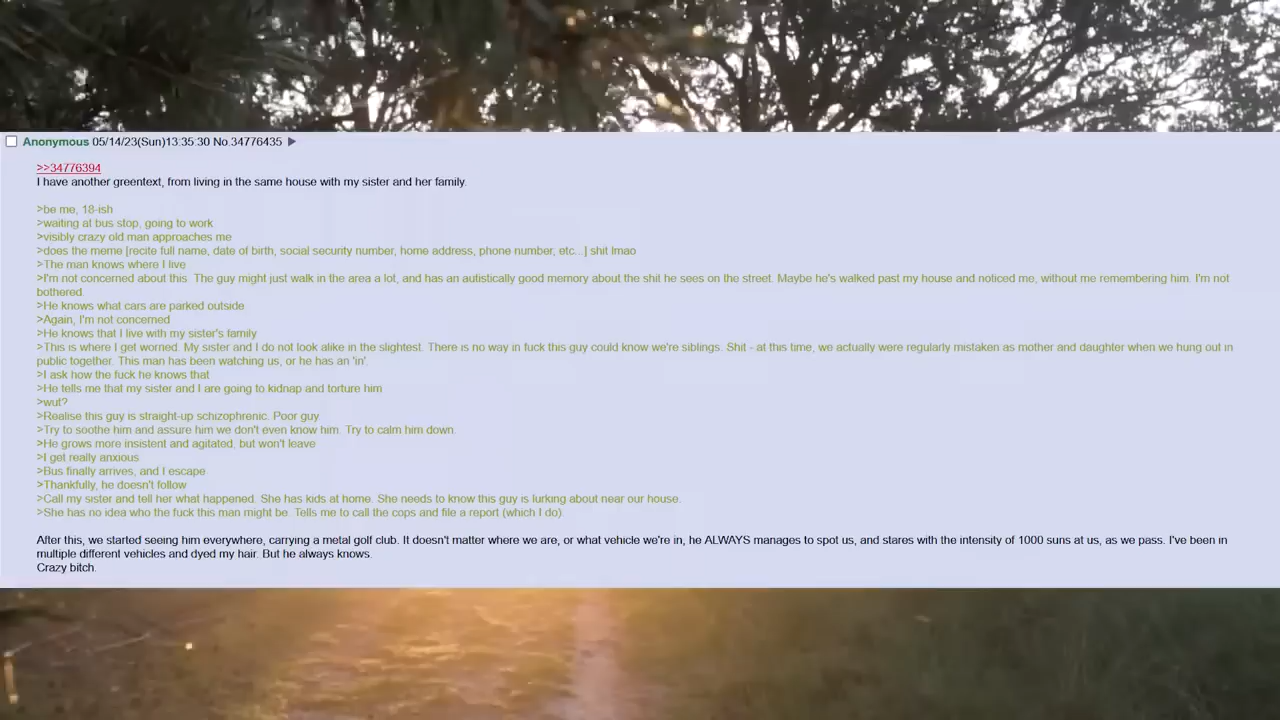 Anonymous 05/14/23(Sun)13:35:30 No.34776435
>>34776394
I have another greentext, from living in the same house with my sister and her family.
>be me, 18-ish
>waiting at bus stop, going to work
>visibly crazy old man approaches me
>does the meme [recite full name, date of birth, social security number, home address, phone number, etc...] shit lmao
>The man knows where I live
>I'm not concerned about this. The guy might just walk in the area a lot, and has an autistically good memory about the shit he sees on the street. Maybe he's walked past my house and noticed me, without me remembering him. I'm not
bothered.
>He knows what cars are parked outside
>Again, I'm not concerned
>He knows that I live with my sister's family
>This is where I get worried. My sister and I do not look alike in the slightest. There is no way in fuck this guy could know we're siblings. Shit - at this time, we actually were regularly mistaken as mother and daughter when we hung out in
public together. This man has been watching us, or he has an 'in'.
>I ask how the fuck he knows that
>He tells me that my sister and I are going to kidnap and torture him
>wut?
>Realise this guy is straight-up schizophrenic. Poor guy.
>Try to soothe him and assure him we don't even know him. Try to calm him down.
>He grows more insistent and agitated, but won't leave
>I get really anxious
>Bus finally arrives, and I escape
>Thankfully, he doesn't follow
>Call my sister and tell her what happened. She has kids at home. She needs to know this guy is lurking about near our house.
>She has no idea who the fuck this man might be. Tells me to call the cops and file a report (which I do).
After this, we started seeing him everywhere, carrying a metal golf club. It doesn't matter where we are, or what vehicle we're in, he ALWAYS manages to spot us, and stares with the intensity of 1000 suns at us, as we pass. I've been in
multiple different vehicles and dyed my hair. But he always knows.
Crazy bitch.